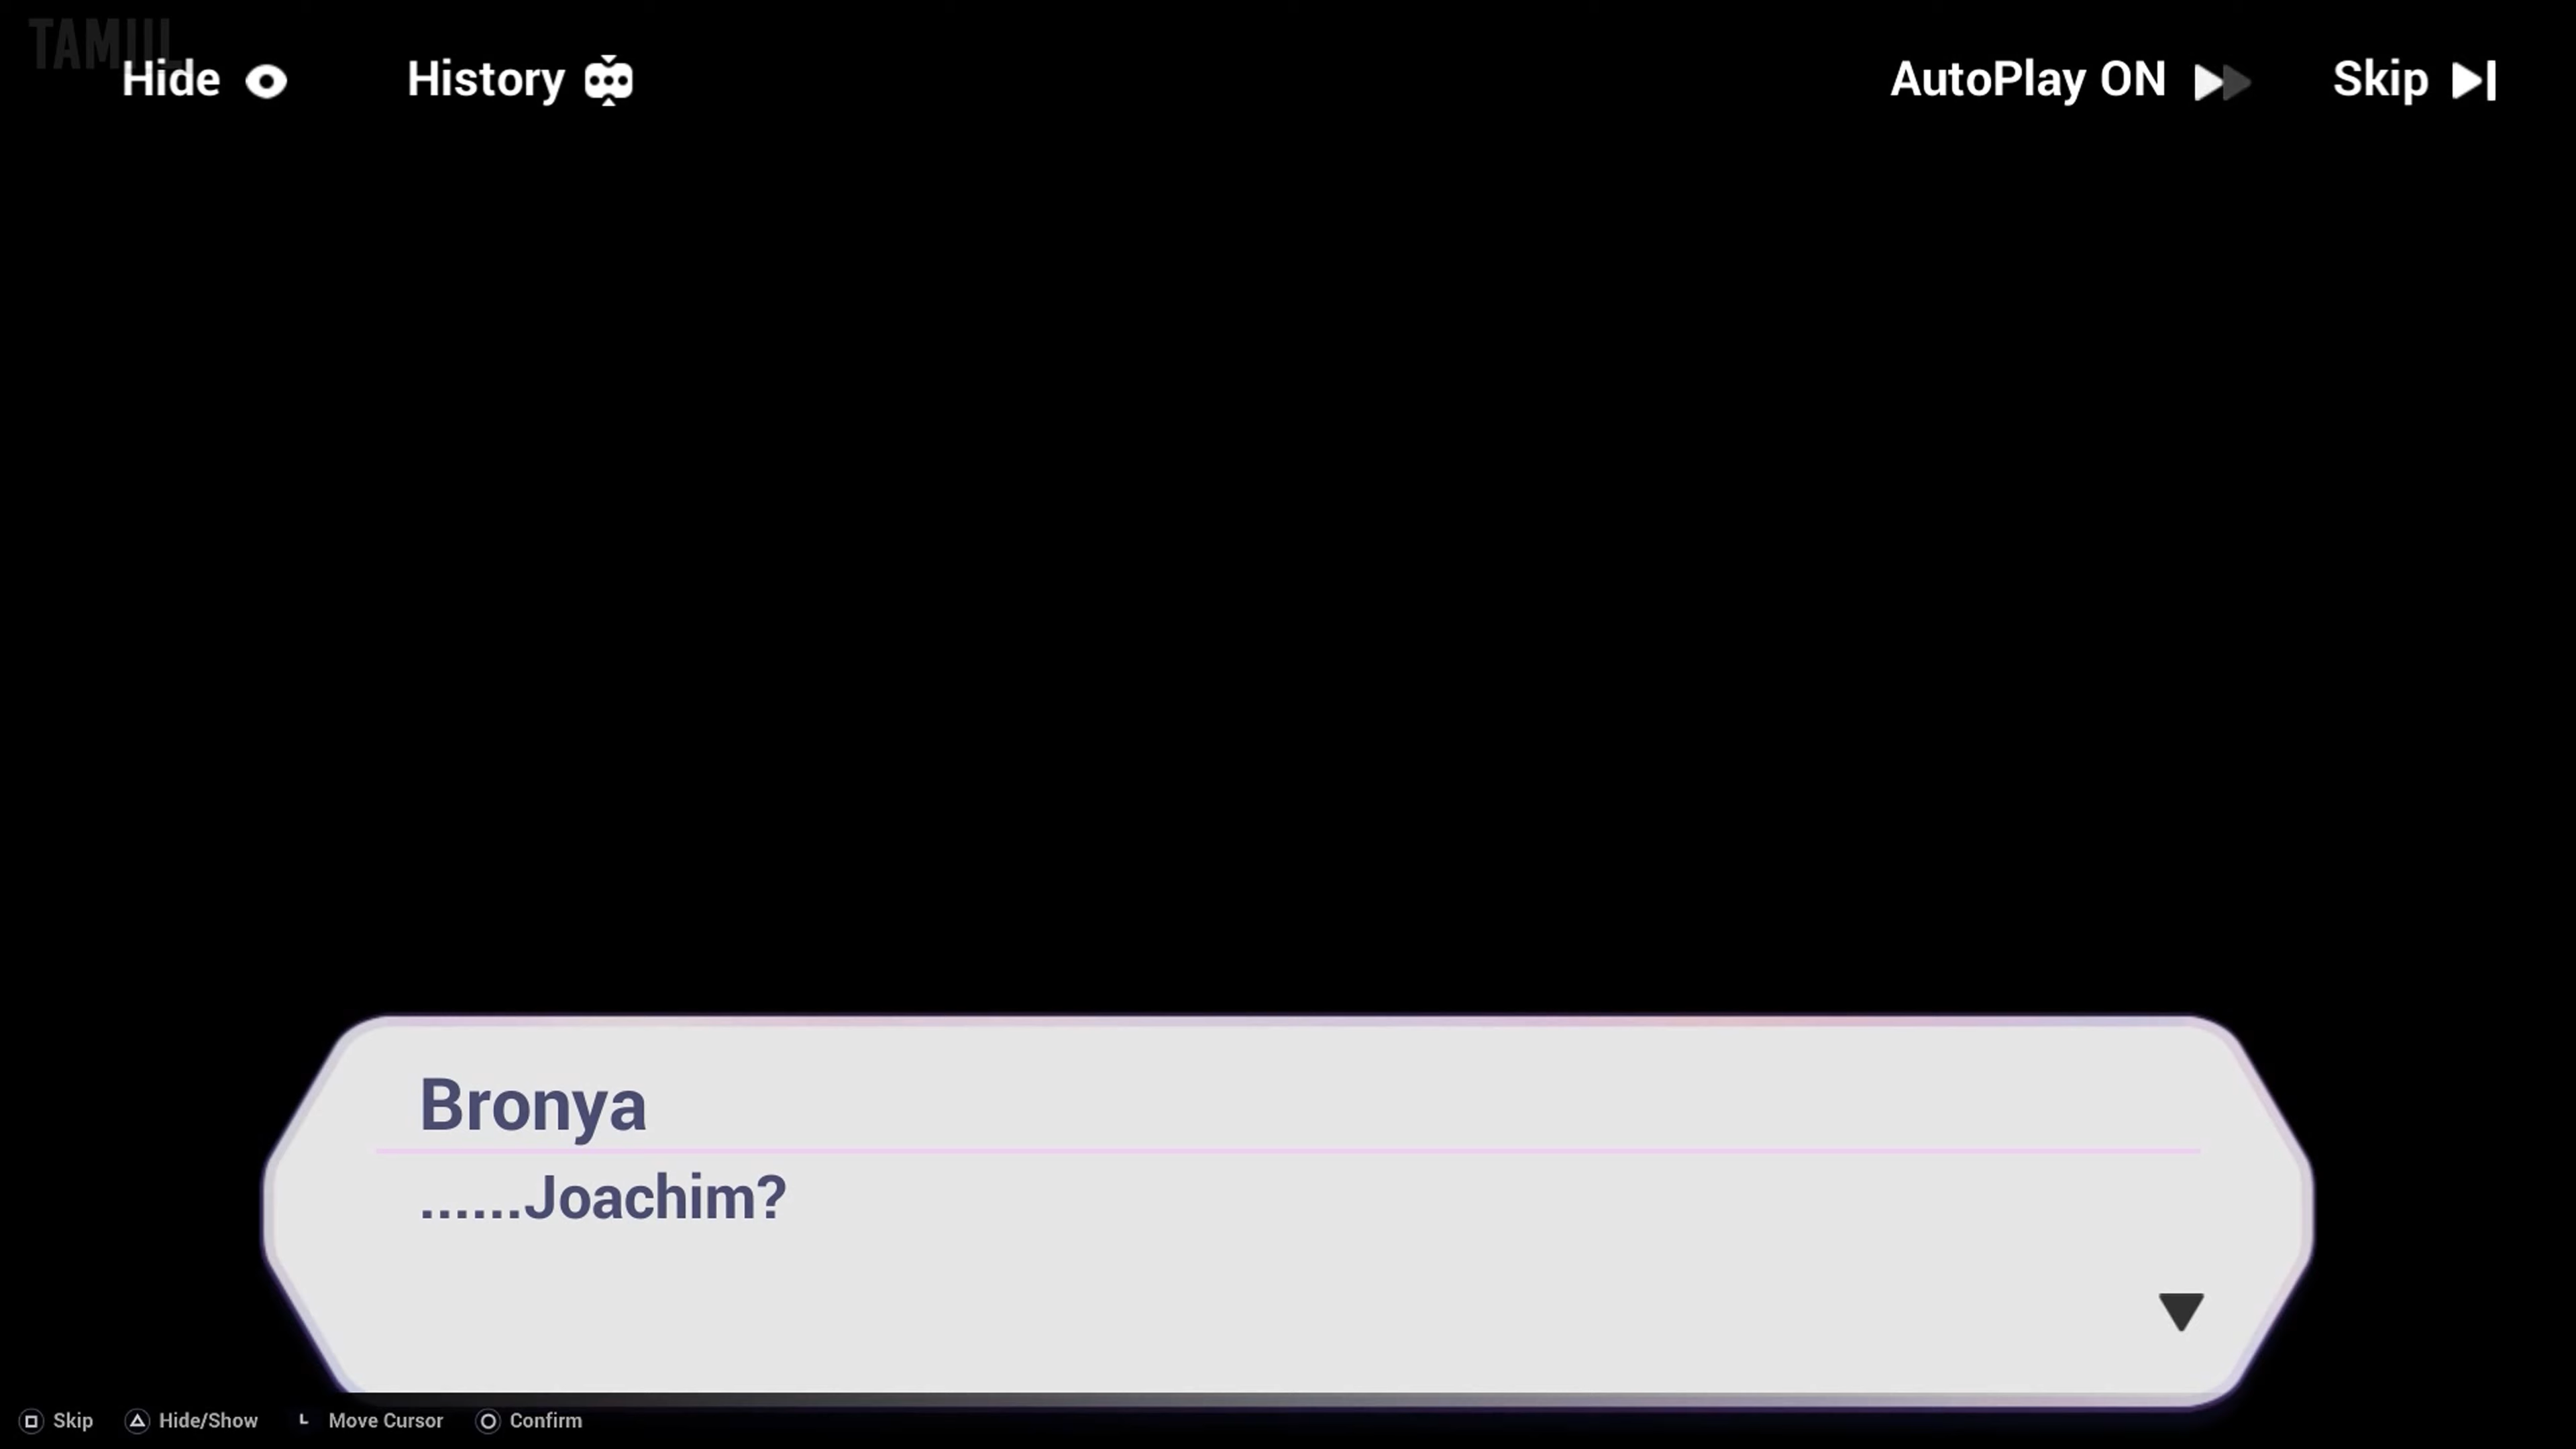 Hide
History
AutoPlay ON
Skip
Bronya
......Joachim?
Skip
Hide/Show
L
Move Cursor
Confirm